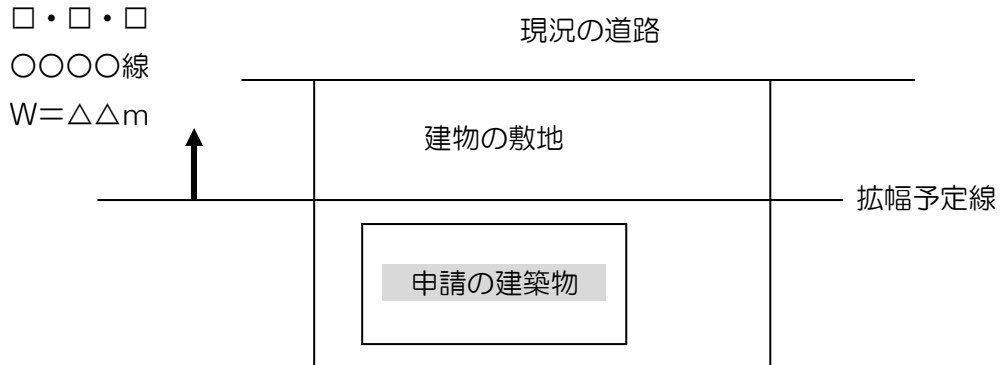 □・□・□
現況の道路
○○○○線
W=△△m
建物の敷地
拡幅予定線
申請の建築物